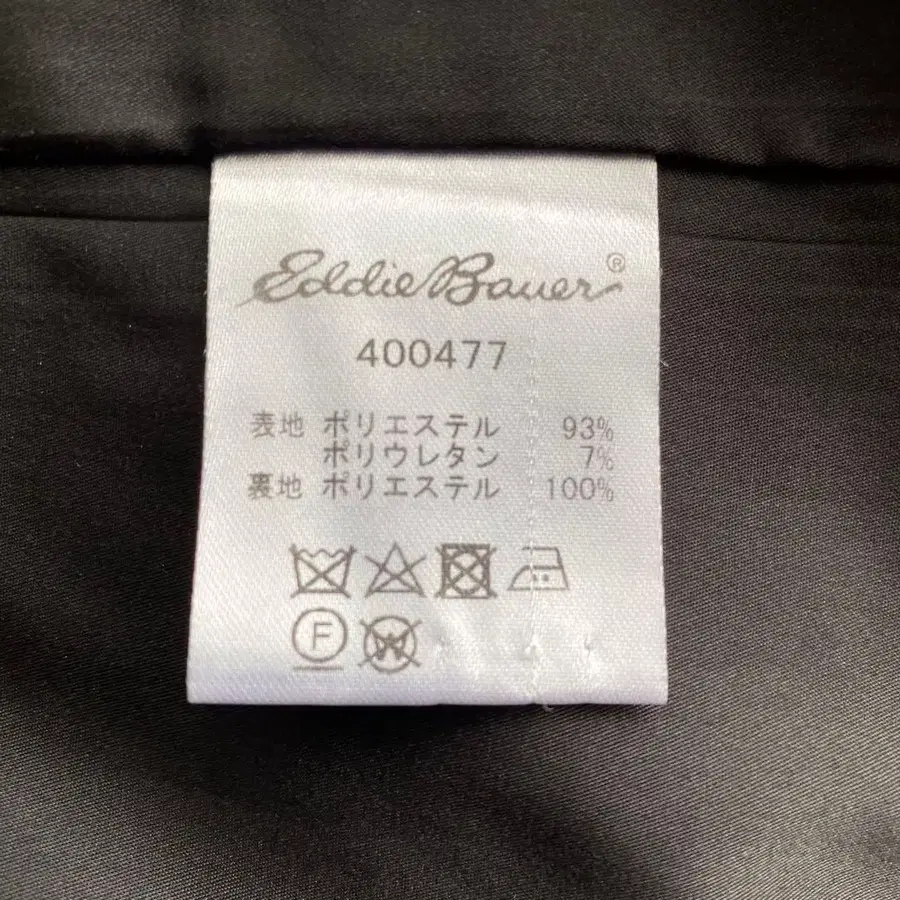 Eddie Bauer®
400477
表地 ポリエステル 93%
ポリウレタン 7%
裏地 ポリエステル 100%
F W